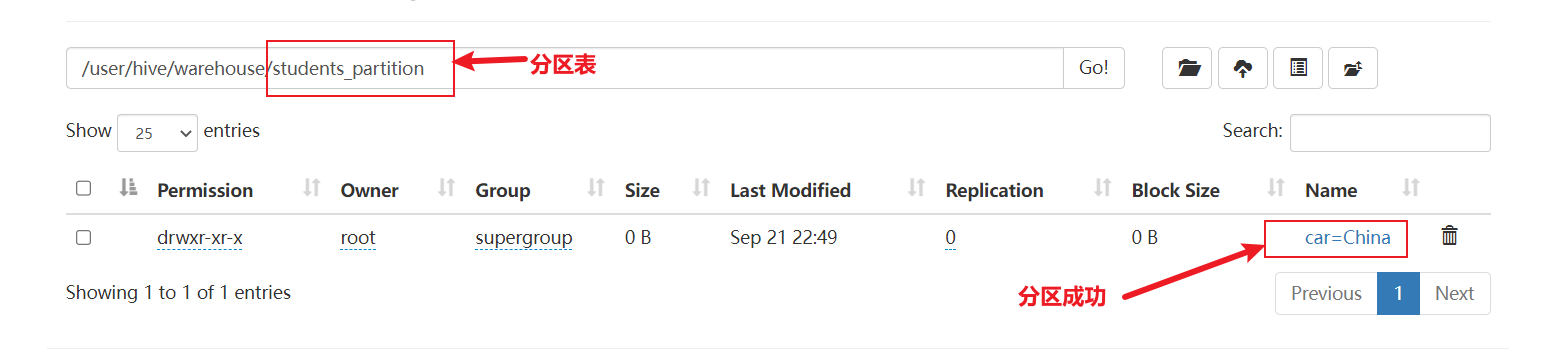 /user/hive/warehouse/students_partition
分区表
Go!
Show 25 entries
Search:
Permission Owner Group Size Last Modified Replication Block Size Name
drwxr-xr-x root supergroup 0 B Sep 21 22:49 0 0 B car=China
Showing 1 to 1 of 1 entries
分区成功
Previous 1 Next